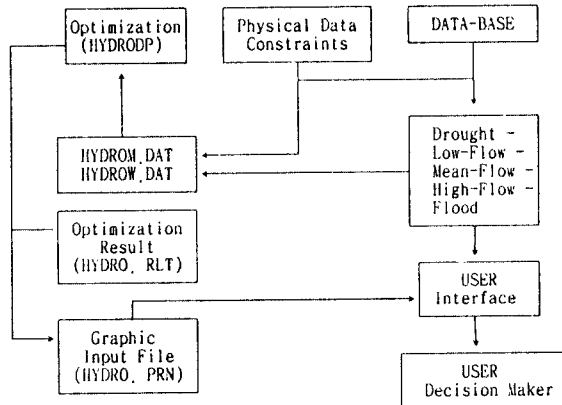 Optimization
(HYDRODP)
Physical Data
Constraints
DATA-BASE
HYDROM.DAT
HYDROW.DAT
Drought -
Low-Flow -
Mean-Flow -
High-Flow -
Flood
Optimization
Result
(HYDRO, RLT)
USER
Interface
Graphic
Input File
(HYDRO, PRN)
USER
Decision Maker